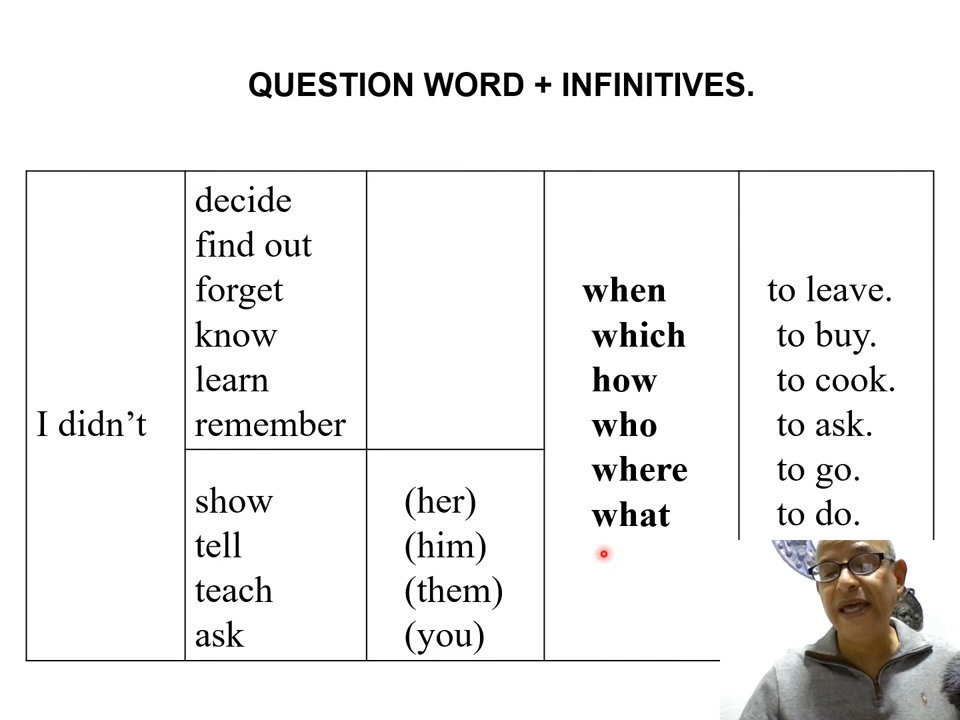 QUESTION WORD + INFINITIVES.
I didn’t
decide
find out
forget
know
learn
remember
show
tell
teach
ask
(her)
(him)
(them)
(you)
when
which
how
who
where
what
to leave.
to buy.
to cook.
to ask.
to go.
to do.